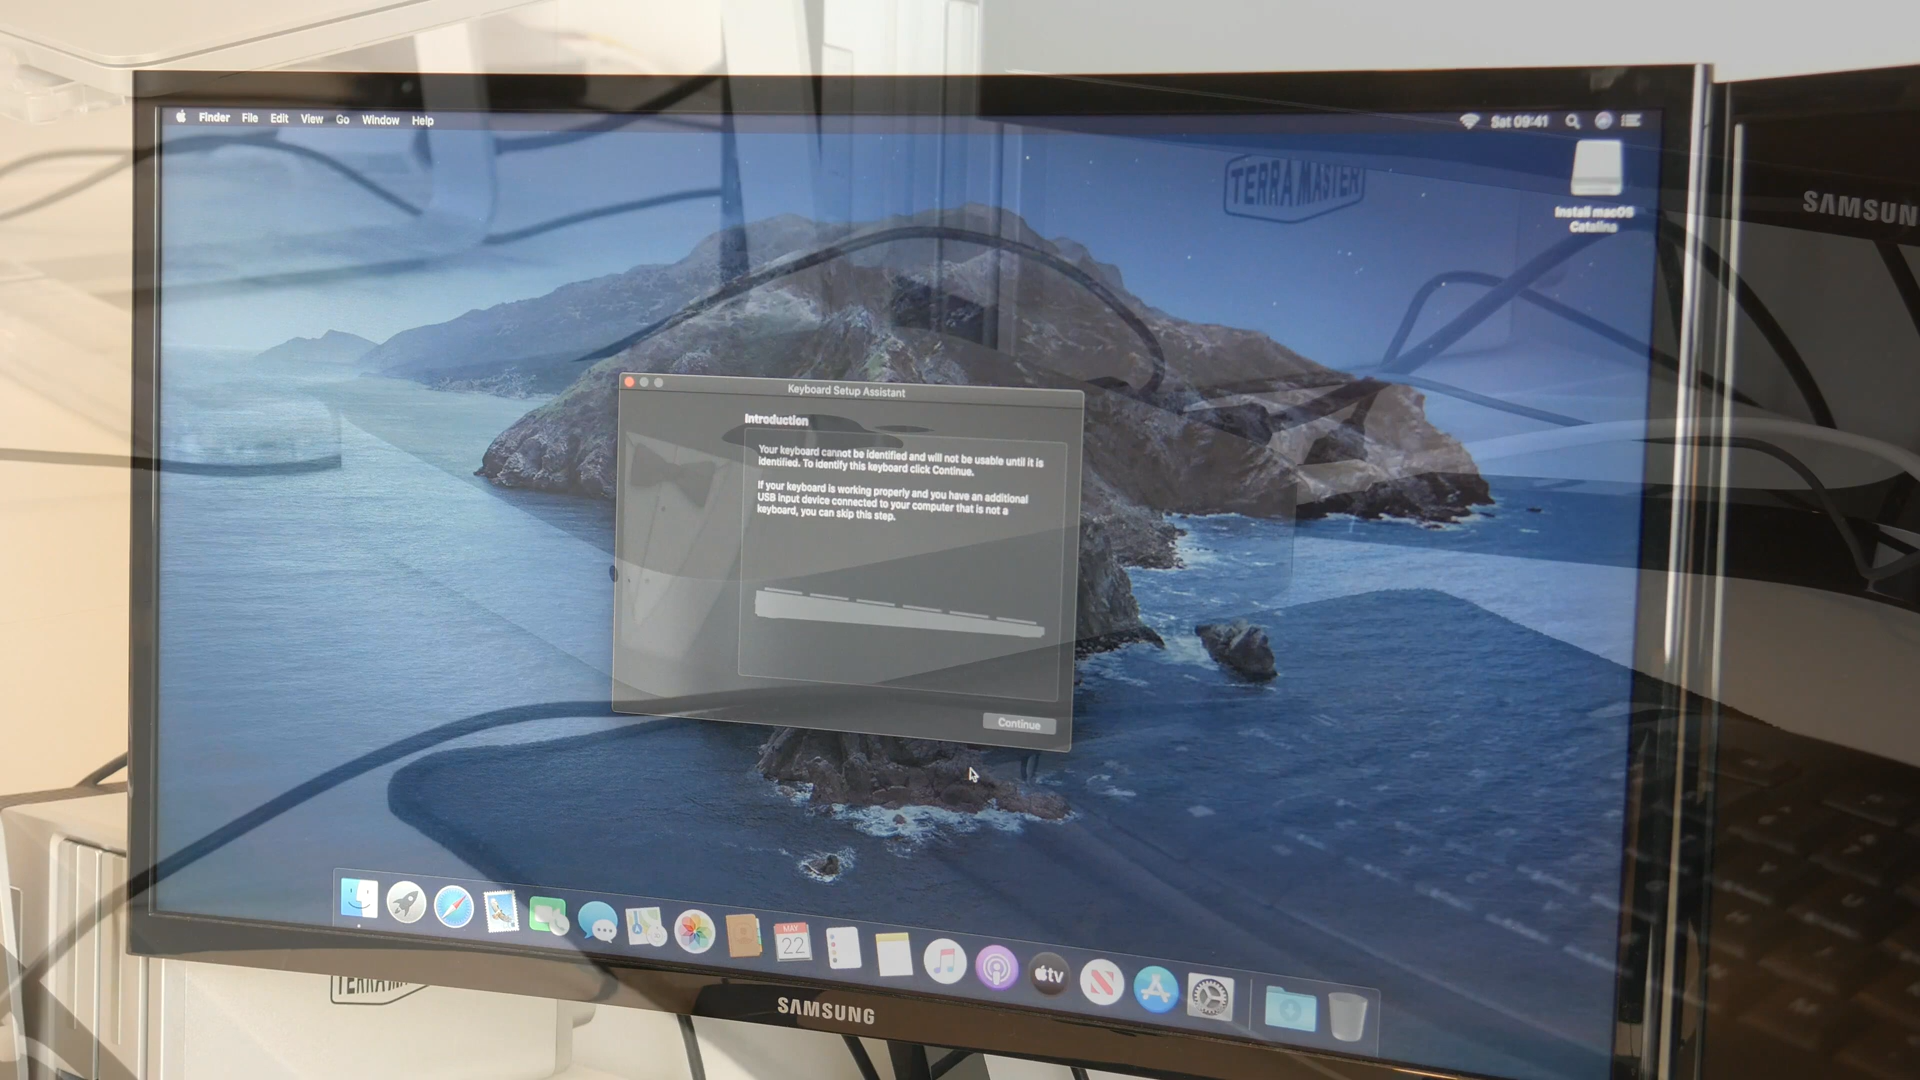 Finder File Edit View Go Window Help
Sat 09:41
TERRA MASTER
SAMSUN
Install macOS
Catalina
Keyboard Setup Assistant
Introduction
Your keyboard cannot be identified and will not be usable until it is
identified. To identify this keyboard click Continue.
If your keyboard is working properly and you have an additional
USB input device connected to your computer that is not a
keyboard, you can skip this step.
Continue
MAY
22
tv
TERRA
SAMSUNG